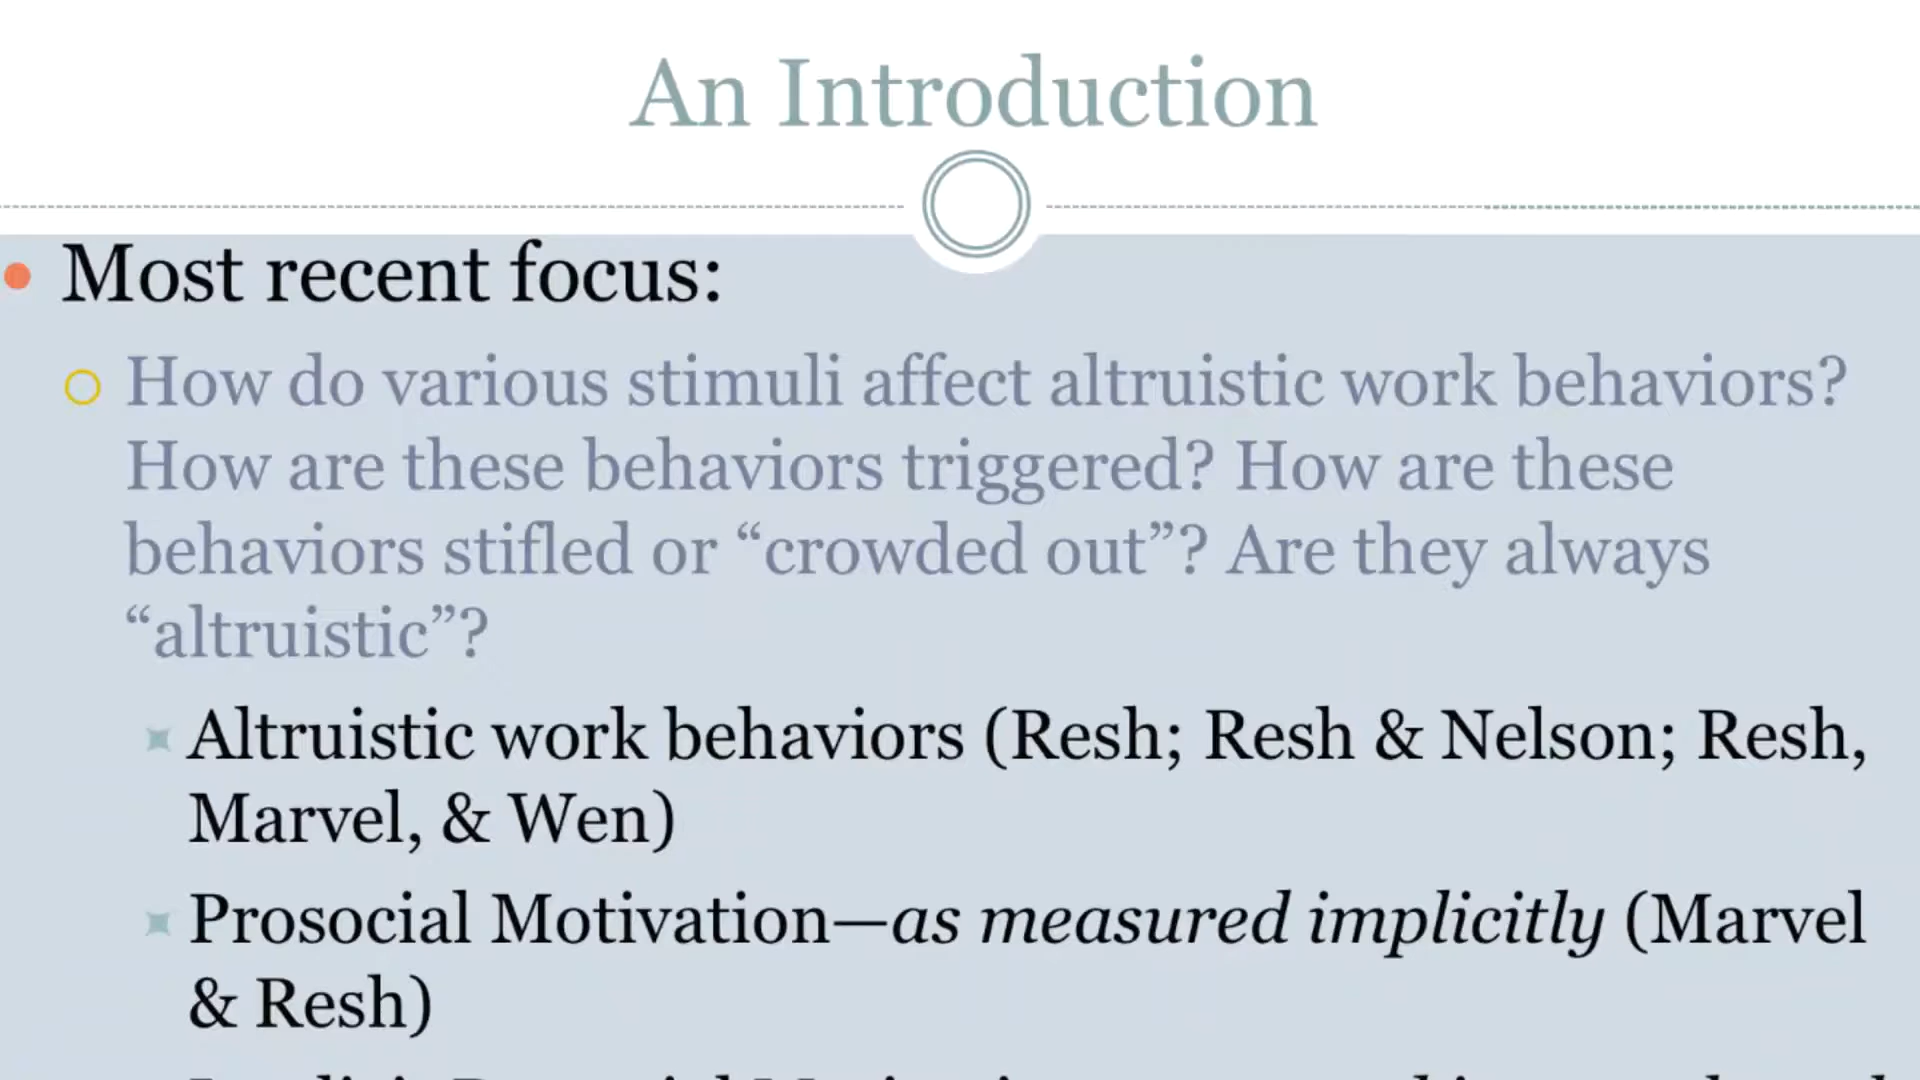 An Introduction
Most recent focus:
How do various stimuli affect altruistic work behaviors?
How are these behaviors triggered? How are these
behaviors stifled or “crowded out”? Are they always
“altruistic”?
Altruistic work behaviors (Resh; Resh & Nelson; Resh,
Marvel, & Wen)
Prosocial Motivation—as measured implicitly (Marvel
& Resh)